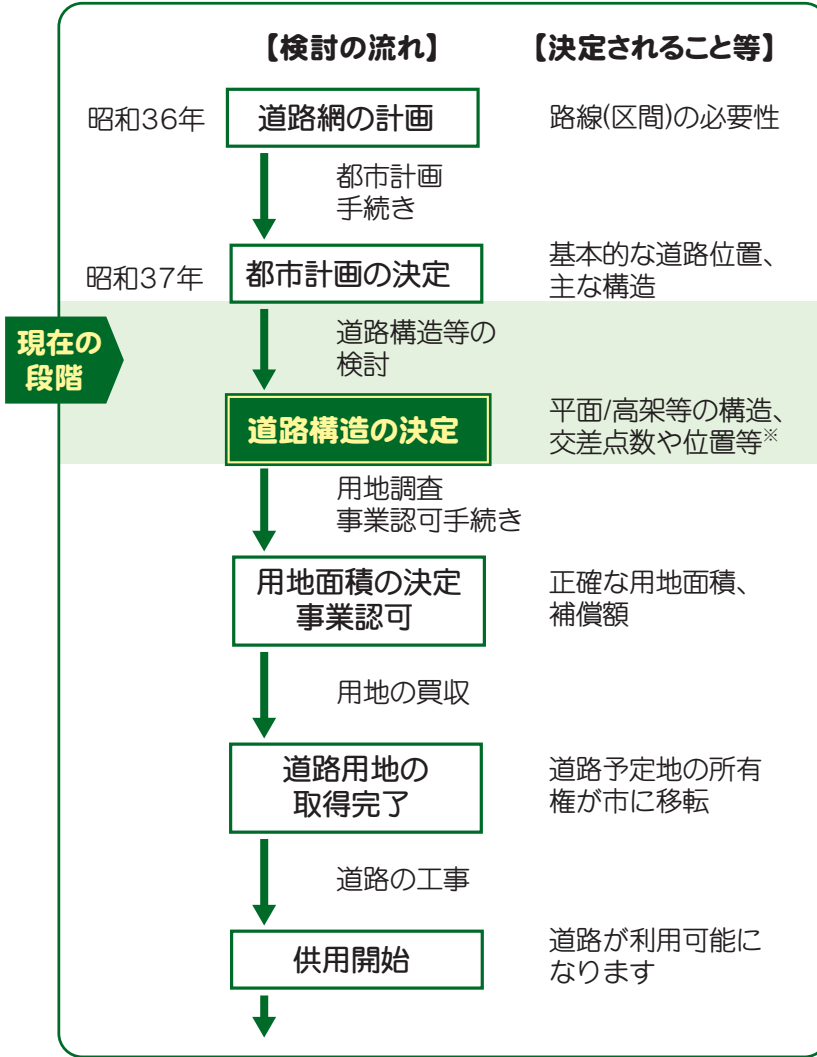 【検討の流れ】 【決定されること等】
昭和36年 道路網の計画 路線(区間)の必要性
都市計画
手続き
昭和37年 都市計画の決定 基本的な道路位置、
主な構造
現在の
段階
道路構造等の
検討
道路構造の決定 平面/高架等の構造、
交差点数や位置等※
用地調査
事業認可手続き
用地面積の決定
事業認可
正確な用地面積、
補償額
用地の買収
道路用地の
取得完了
道路予定地の所有
権が市に移転
道路の工事
供用開始 道路が利用可能に
なります